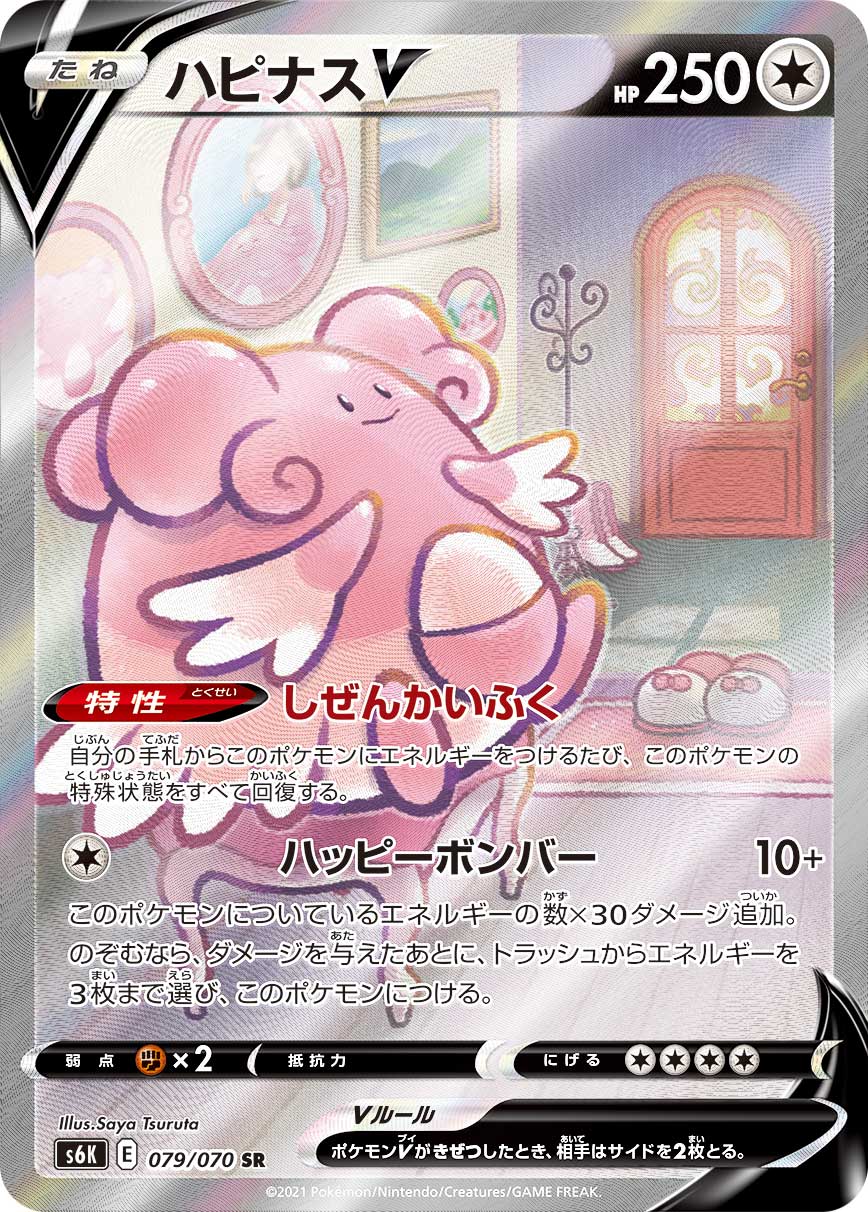 たね ハピナスV HP 250
特性 とくせい しぜんかいふく
自分の手札からこのポケモンにエネルギーをつけるたび、このポケモンの
特殊状態をすべて回復する。
ハッピーボンバー 10+
このポケモンについているエネルギーの数×30ダメージ追加。
のぞむなら、ダメージを与えたあとに、トラッシュからエネルギーを
3枚まで選び、このポケモンにつける。
弱点 ×2 抵抗力 にげる
Illus.Saya Tsuruta
Vルール
ポケモンVがきぜつしたとき、相手はサイドを2枚とる。
s6K E 079/070 SR
©2021 Pokémon/Nintendo/Creatures/GAME FREAK.